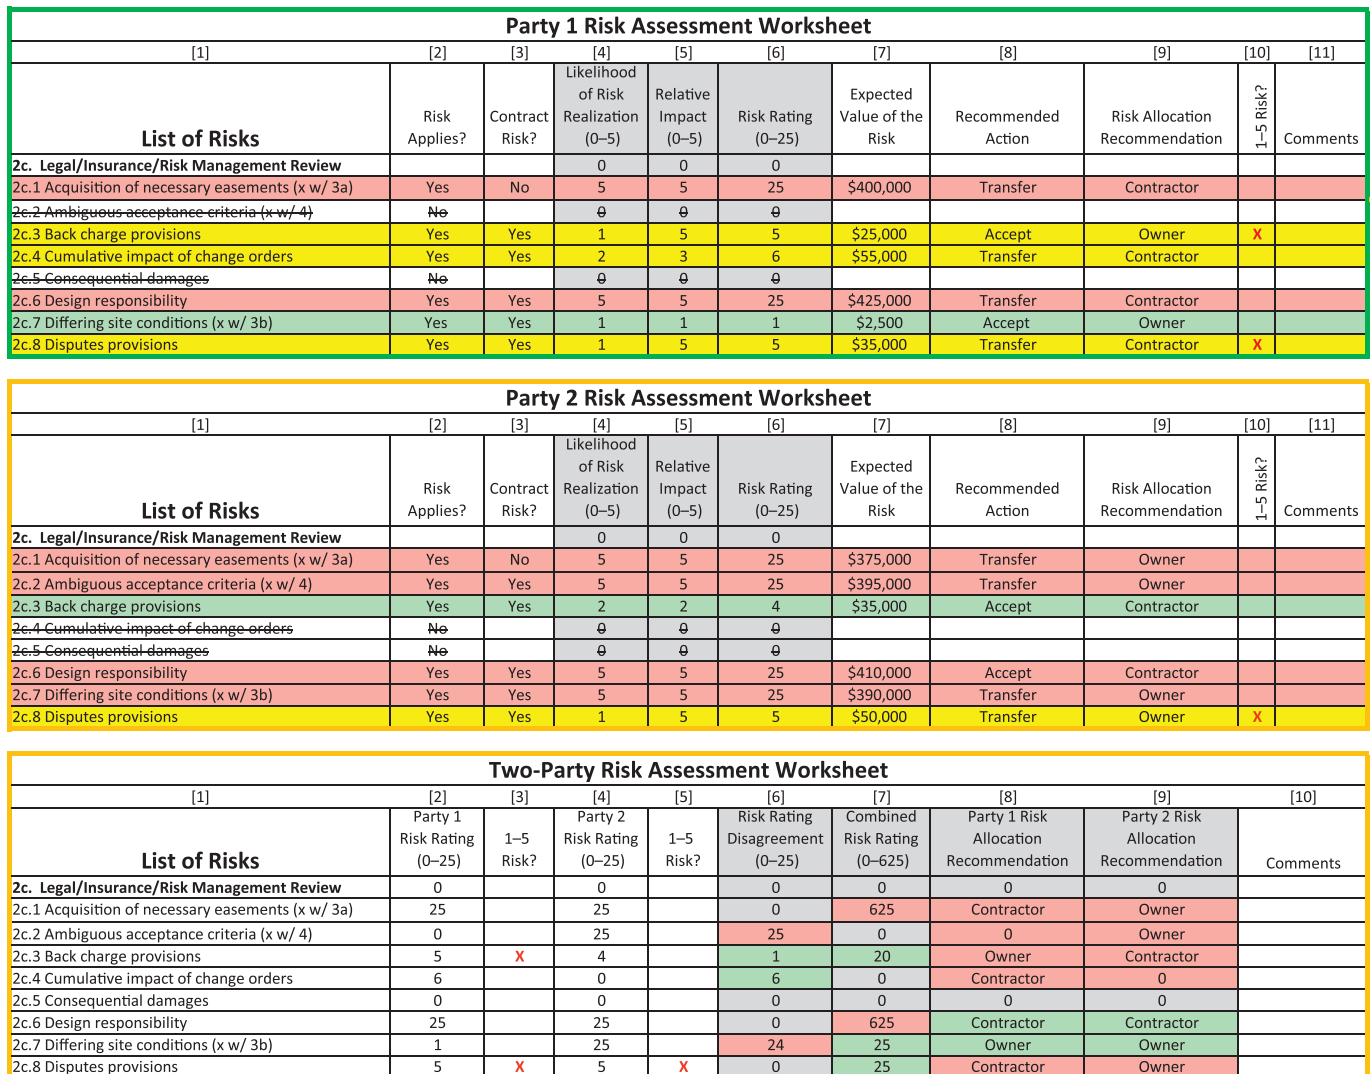 Party 1 Risk Assessment Worksheet
[1] [2] [3] [4] [5] [6] [7] [8] [9] [10] [11]
List of Risks Risk Applies? Contract Risk? Likelihood of Risk Realization (0–5) Relative Impact (0–5) Risk Rating (0–25) Expected Value of the Risk Recommended Action Risk Allocation Recommendation 1–5 Risk? Comments
2c. Legal/Insurance/Risk Management Review 0 0 0
2c.1 Acquisition of necessary easements (x w/ 3a) Yes No 5 5 25 $400,000 Transfer Contractor
2c.2 Ambiguous acceptance criteria (x w/ 4) No 0 0 0
2c.3 Back charge provisions Yes Yes 1 5 5 $25,000 Accept Owner X
2c.4 Cumulative impact of change orders Yes Yes 2 3 6 $55,000 Transfer Contractor
2c.5 Consequential damages No 0 0 0
2c.6 Design responsibility Yes Yes 5 5 25 $425,000 Transfer Contractor
2c.7 Differing site conditions (x w/ 3b) Yes Yes 1 1 1 $2,500 Accept Owner
2c.8 Disputes provisions Yes Yes 1 5 5 $35,000 Transfer Contractor X
Party 2 Risk Assessment Worksheet
[1] [2] [3] [4] [5] [6] [7] [8] [9] [10] [11]
List of Risks Risk Applies? Contract Risk? Likelihood of Risk Realization (0–5) Relative Impact (0–5) Risk Rating (0–25) Expected Value of the Risk Recommended Action Risk Allocation Recommendation 1–5 Risk? Comments
2c. Legal/Insurance/Risk Management Review 0 0 0
2c.1 Acquisition of necessary easements (x w/ 3a) Yes No 5 5 25 $375,000 Transfer Owner
2c.2 Ambiguous acceptance criteria (x w/ 4) Yes Yes 5 5 25 $395,000 Transfer Owner
2c.3 Back charge provisions Yes Yes 2 2 4 $35,000 Accept Contractor
2c.4 Cumulative impact of change orders No 0 0 0
2c.5 Consequential damages No 0 0 0
2c.6 Design responsibility Yes Yes 5 5 25 $410,000 Accept Contractor
2c.7 Differing site conditions (x w/ 3b) Yes Yes 5 5 25 $390,000 Transfer Owner
2c.8 Disputes provisions Yes Yes 1 5 5 $50,000 Transfer Owner X
Two-Party Risk Assessment Worksheet
[1] [2] [3] [4] [5] [6] [7] [8] [9] [10]
List of Risks Party 1 Risk Rating (0–25) 1–5 Risk? Party 2 Risk Rating (0–25) 1–5 Risk? Risk Rating Disagreement (0–25) Combined Risk Rating (0–625) Party 1 Risk Allocation Recommendation Party 2 Risk Allocation Recommendation Comments
2c. Legal/Insurance/Risk Management Review 0 0 0 0 0 0
2c.1 Acquisition of necessary easements (x w/ 3a) 25 25 0 625 Contractor Owner
2c.2 Ambiguous acceptance criteria (x w/ 4) 0 25 25 0 0 Owner
2c.3 Back charge provisions 5 X 4 1 20 Owner Contractor
2c.4 Cumulative impact of change orders 6 0 6 0 Contractor 0
2c.5 Consequential damages 0 0 0 0 0 0
2c.6 Design responsibility 25 25 0 625 Contractor Contractor
2c.7 Differing site conditions (x w/ 3b) 1 25 24 25 Owner Owner
2c.8 Disputes provisions 5 X 5 X 0 25 Contractor Owner